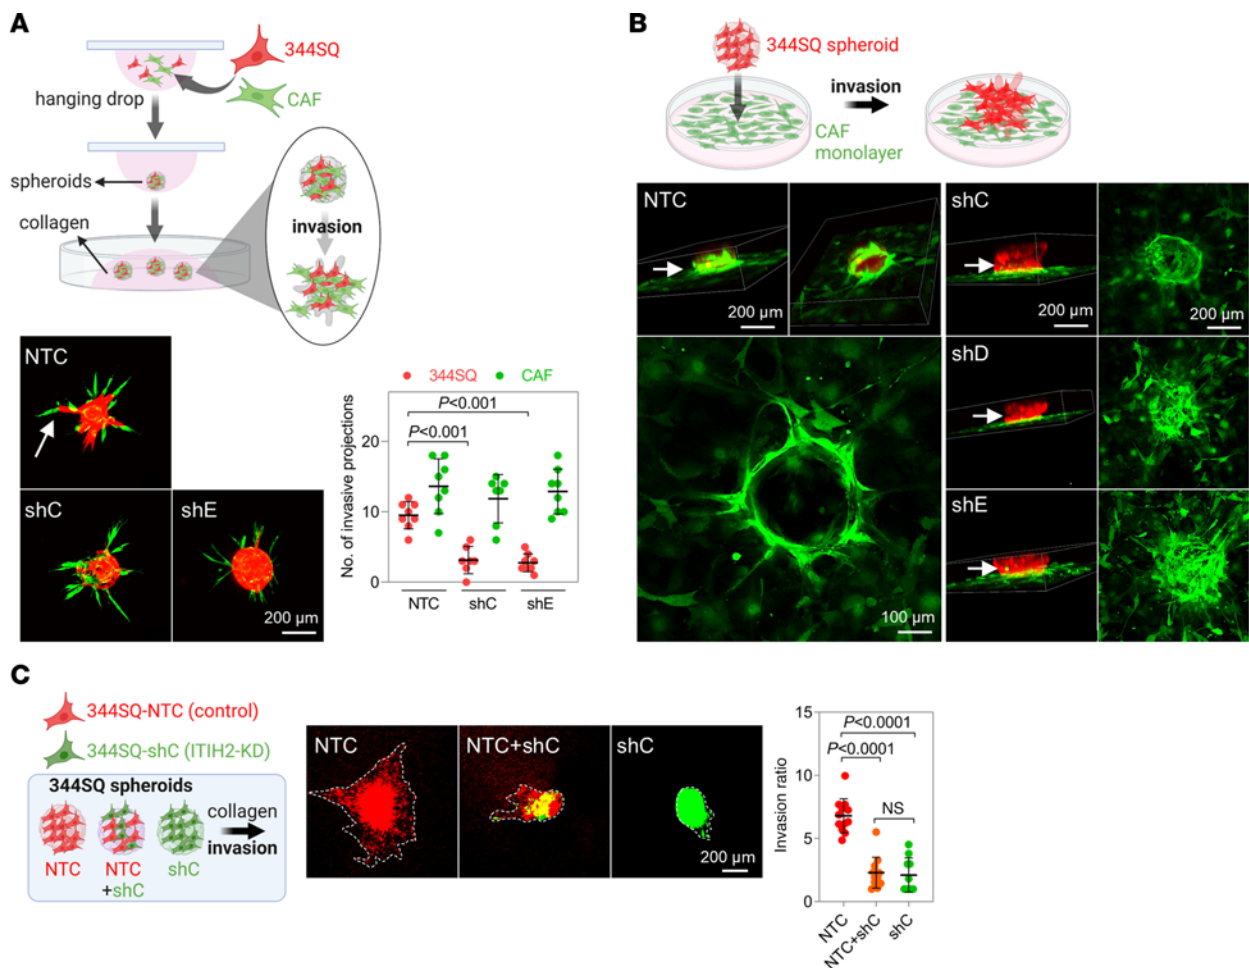 A
344SQ
CAF
hanging drop
spheroids
collagen
invasion
NTC
shC
shE
200 µm
344SQ
CAF
P<0.001
P<0.001
No. of invasive projections
20
10
0
NTC
shC
shE
B
344SQ spheroid
invasion
CAF
monolayer
NTC
200 µm
200 µm
100 µm
shC
200 µm
200 µm
shD
shE
C
344SQ-NTC (control)
344SQ-shC (ITIH2-KD)
344SQ spheroids
collagen
invasion
NTC
NTC
+shC
shC
NTC
NTC+shC
shC
200 µm
15
10
5
0
Invasion ratio
P<0.0001
P<0.0001
NS
NTC
NTC+shC
shC